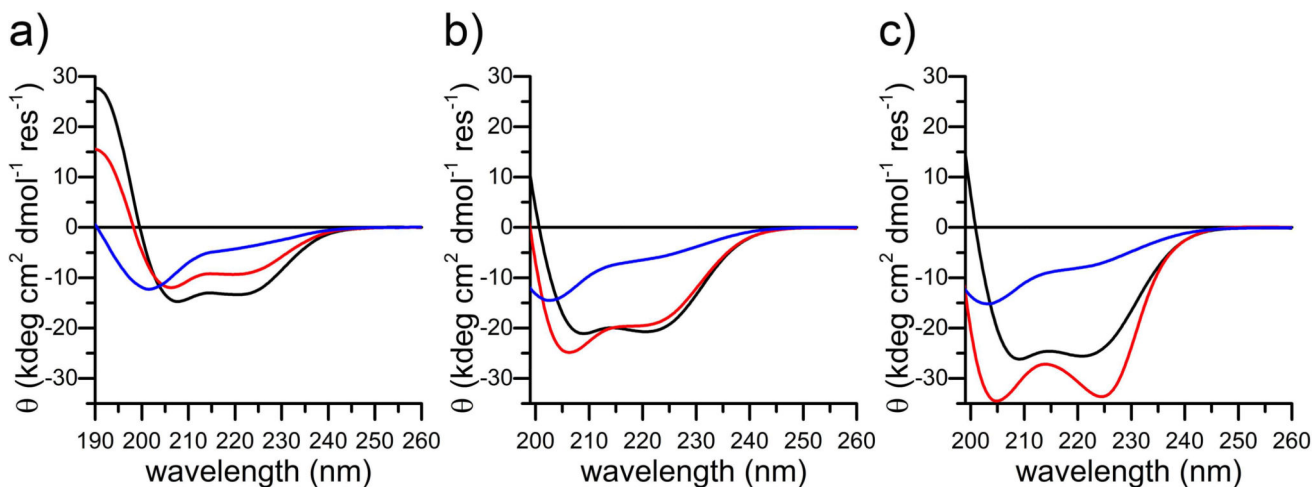 a)
b)
c)
θ (kdeg cm² dmol⁻¹ res⁻¹)
30
20
10
0
-10
-20
-30
190 200 210 220 230 240 250 260
wavelength (nm)
θ (kdeg cm² dmol⁻¹ res⁻¹)
30
20
10
0
-10
-20
-30
200 210 220 230 240 250 260
wavelength (nm)
θ (kdeg cm² dmol⁻¹ res⁻¹)
30
20
10
0
-10
-20
-30
200 210 220 230 240 250 260
wavelength (nm)